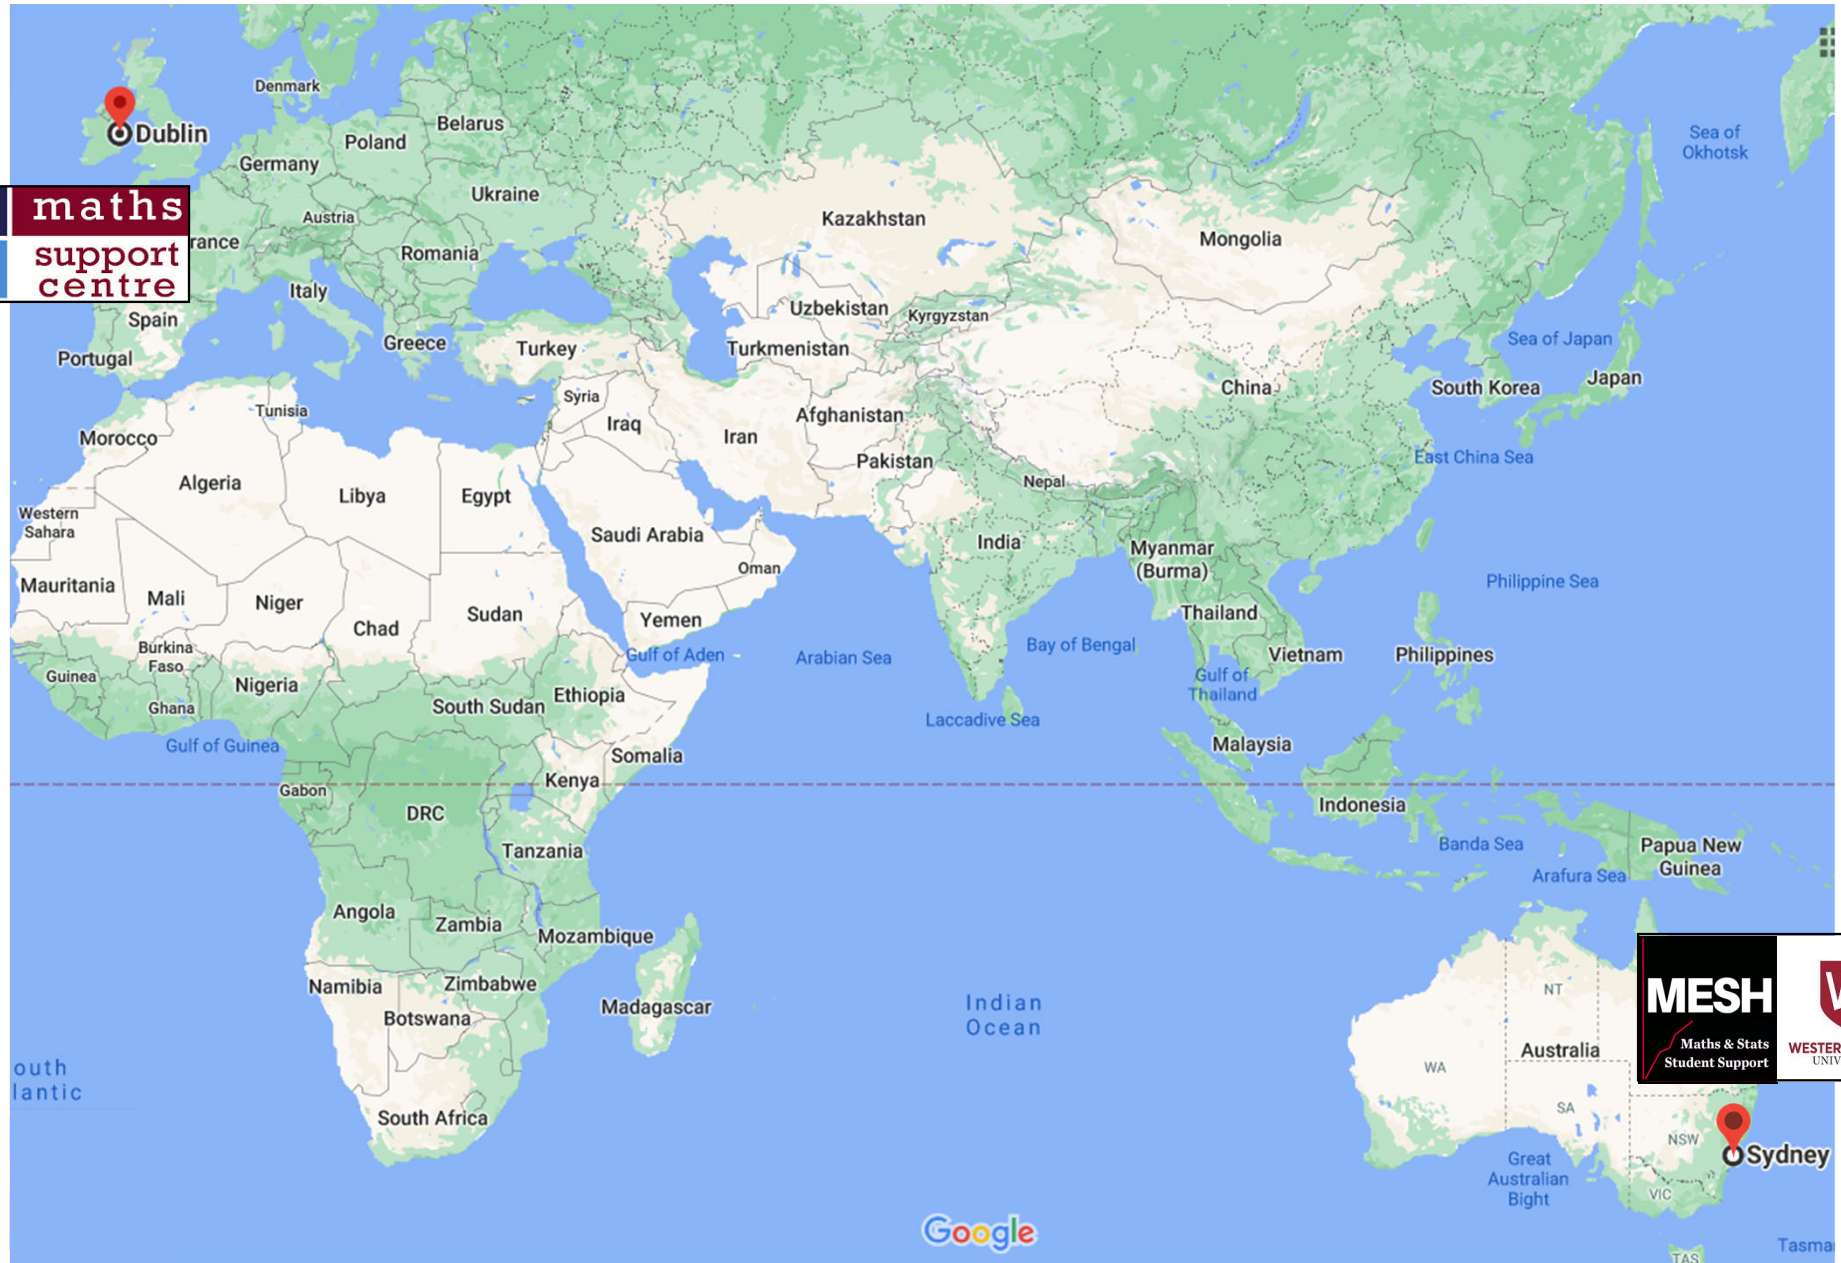 Denmark
Dublin
Belarus
Poland
Germany
Sea of
Okhotsk
maths
support
centre
Ukraine
Austria
rance
Romania
Kazakhstan
Mongolia
Italy
Spain
Uzbekistan
Kyrgyzstan
Portugal
Greece
Turkey
Turkmenistan
Sea of Japan
China
South Korea
Japan
Tunisia
Syria
Morocco
Iraq
Iran
Afghanistan
Pakistan
East China Sea
Algeria
Libya
Egypt
Nepal
Western
Sahara
Saudi Arabia
India
Myanmar
(Burma)
Oman
Philippine Sea
Mauritania
Mali
Niger
Chad
Sudan
Yemen
Thailand
Burkina
Faso
Gulf of Aden
Arabian Sea
Bay of Bengal
Vietnam
Philippines
Guinea
Nigeria
Ethiopia
Gulf of
Thailand
Ghana
South Sudan
Laccadive Sea
Gulf of Guinea
Somalia
Malaysia
Gabon
Kenya
DRC
Indonesia
Tanzania
Banda Sea
Papua New
Guinea
Arafura Sea
Angola
Zambia
Mozambique
Namibia
Zimbabwe
Madagascar
Botswana
Indian
Ocean
NT
MESH
Maths & Stats
Student Support
W
WESTER
UNIV
Australia
WA
outh
lantic
South Africa
SA
NSW
Sydney
Great
Australian
Bight
VIC
Google
Tasma
TAS